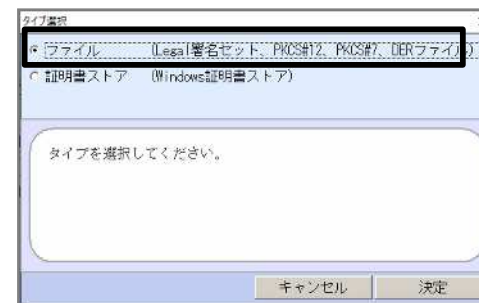 タイプ選択
ファイル (Legal署名セット、PKCS#12、PKCS#7、DERファイル)
証明書ストア (Windows証明書ストア)
タイプを選択してください。
キャンセル 決定